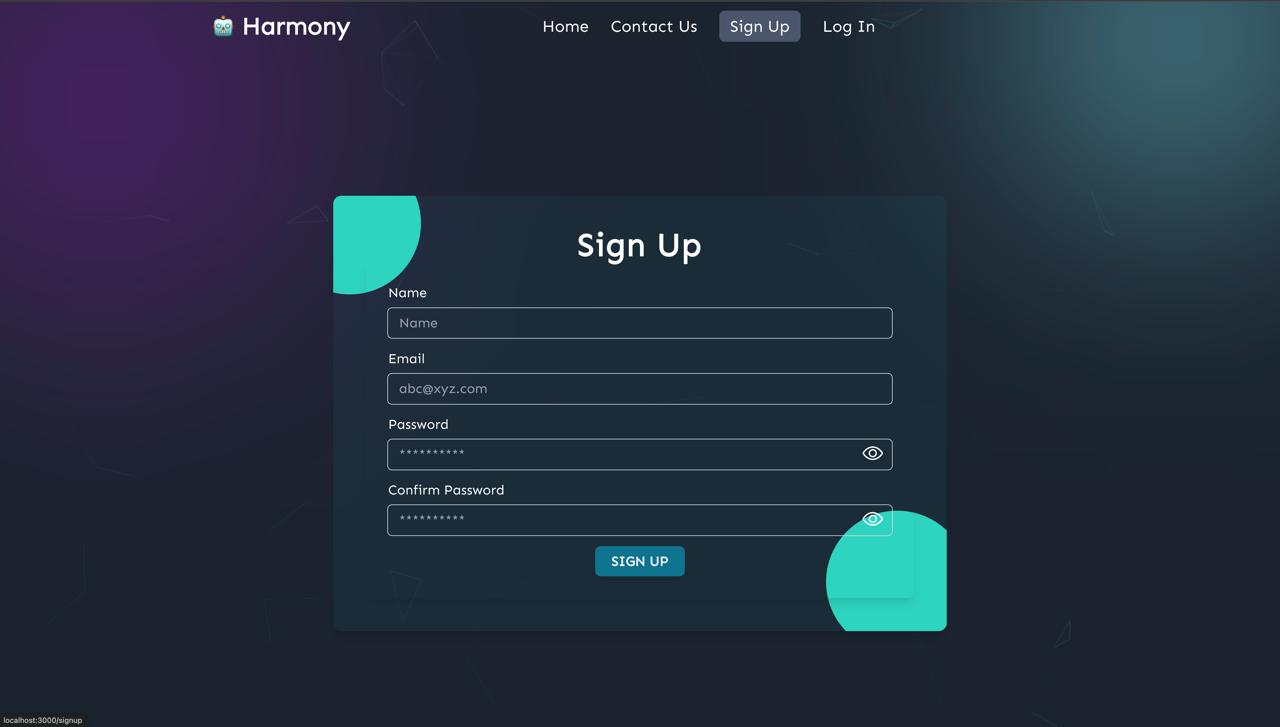 Harmony Home Contact Us Sign Up Log In
Sign Up
Name
Name
Email
abc@xyz.com
Password
**********
Confirm Password
**********
SIGN UP
localhost:3000/signup